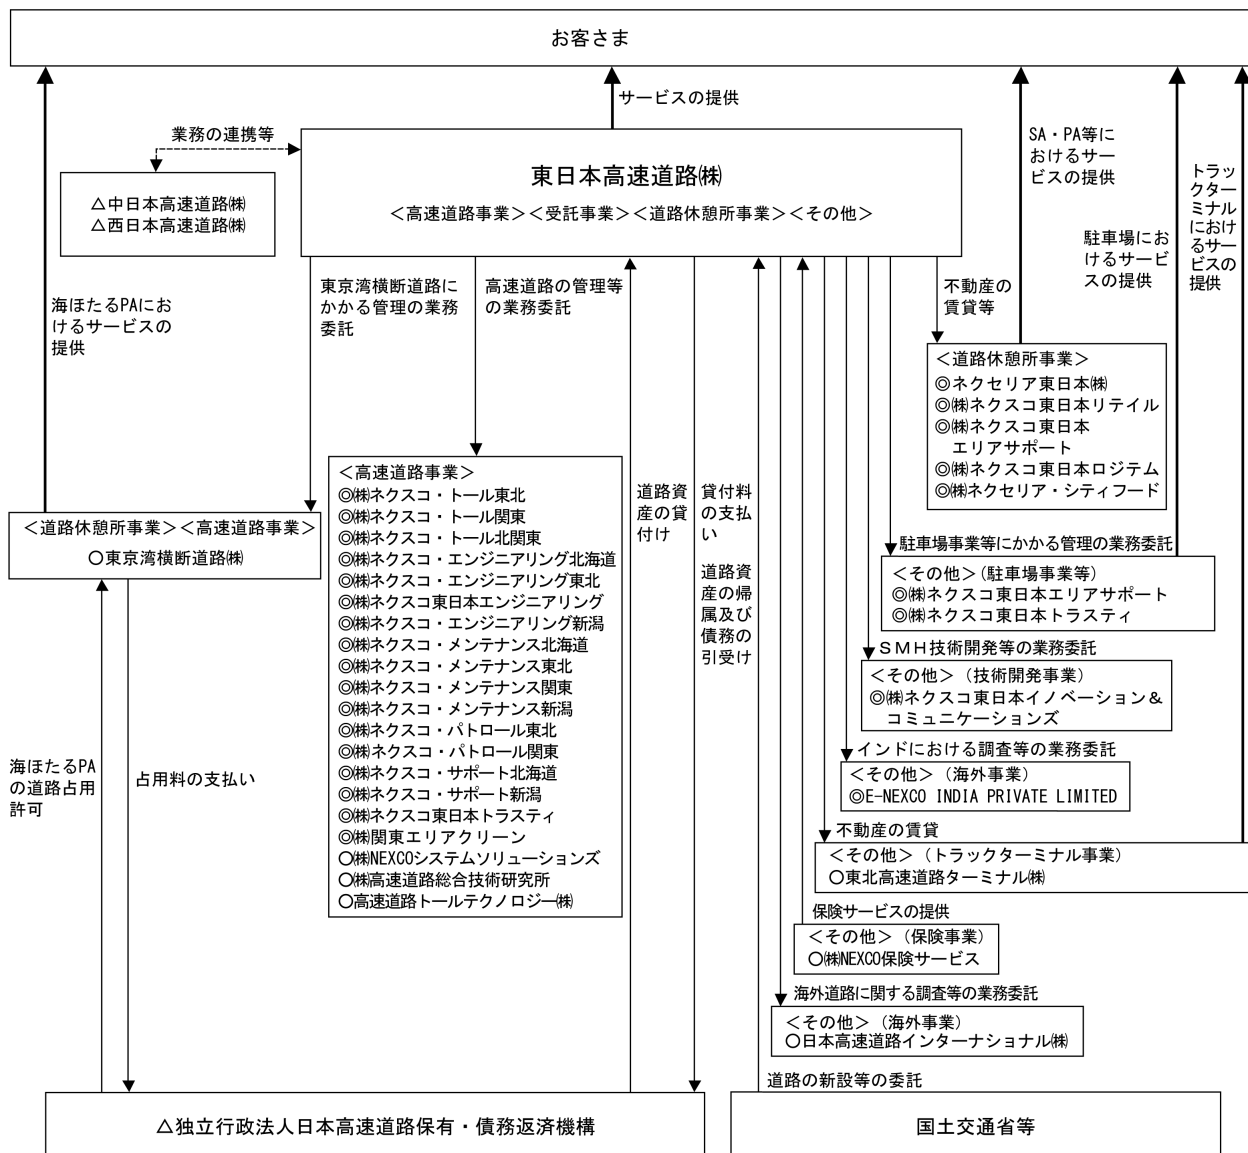 お客さま
サービスの提供
業務の連携等
△中日本高速道路㈱
△西日本高速道路㈱
東日本高速道路㈱
＜高速道路事業＞＜受託事業＞＜道路休憩所事業＞＜その他＞
SA・PA等に
おけるサー
ビスの提供
駐車場にお
けるサービ
スの提供
トラッ
クター
ミナル
におけ
るサー
ビスの
提供
海ほたるPAにお
けるサービスの
提供
東京湾横断道路に
かかる管理の業務
委託
高速道路の管理等
の業務委託
不動産の
賃貸等
＜道路休憩所事業＞
◎ネクセリア東日本㈱
◎㈱ネクスコ東日本リテイル
◎㈱ネクスコ東日本
エリアサポート
◎㈱ネクスコ東日本ロジテム
◎㈱ネクセリア・シティフード
＜道路休憩所事業＞＜高速道路事業＞
○東京湾横断道路㈱
＜高速道路事業＞
◎㈱ネクスコ・トール東北
◎㈱ネクスコ・トール関東
◎㈱ネクスコ・トール北関東
◎㈱ネクスコ・エンジニアリング北海道
◎㈱ネクスコ・エンジニアリング東北
◎㈱ネクスコ東日本エンジニアリング
◎㈱ネクスコ・エンジニアリング新潟
◎㈱ネクスコ・メンテナンス北海道
◎㈱ネクスコ・メンテナンス東北
◎㈱ネクスコ・メンテナンス関東
◎㈱ネクスコ・メンテナンス新潟
◎㈱ネクスコ・パトロール東北
◎㈱ネクスコ・パトロール関東
◎㈱ネクスコ・サポート北海道
◎㈱ネクスコ・サポート新潟
◎㈱ネクスコ東日本トラスティ
◎㈱関東エリアクリーン
○㈱NEXCOシステムソリューションズ
○㈱高速道路総合技術研究所
○高速道路トールテクノロジー㈱
道路資
産の貸
付け
貸付料
の支払
い
道路資
産の帰
属及び
債務の
引受け
駐車場事業等にかかる管理の業務委託
＜その他＞（駐車場事業等）
◎㈱ネクスコ東日本エリアサポート
◎㈱ネクスコ東日本トラスティ
ＳＭＨ技術開発等の業務委託
＜その他＞（技術開発事業）
◎㈱ネクスコ東日本イノベーション＆
コミュニケーションズ
インドにおける調査等の業務委託
＜その他＞（海外事業）
◎E-NEXCO INDIA PRIVATE LIMITED
不動産の賃貸
＜その他＞（トラックターミナル事業）
○東北高速道路ターミナル㈱
保険サービスの提供
＜その他＞（保険事業）
○㈱NEXCO保険サービス
海外道路に関する調査等の業務委託
＜その他＞（海外事業）
○日本高速道路インターナショナル㈱
海ほたるPA
の道路占用
許可
占用料の支払い
道路の新設等の委託
△独立行政法人日本高速道路保有・債務返済機構
国土交通省等